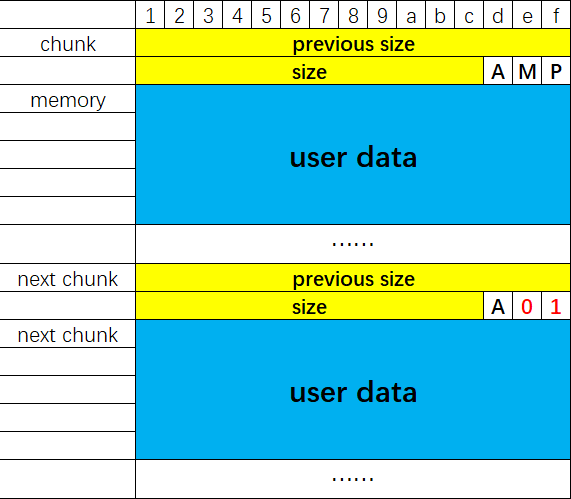 1 2 3 4 5 6 7 8 9 a b c d e f
chunk previous size
size A M P
memory
user data
......
next chunk previous size
size A 0 1
next chunk
user data
......